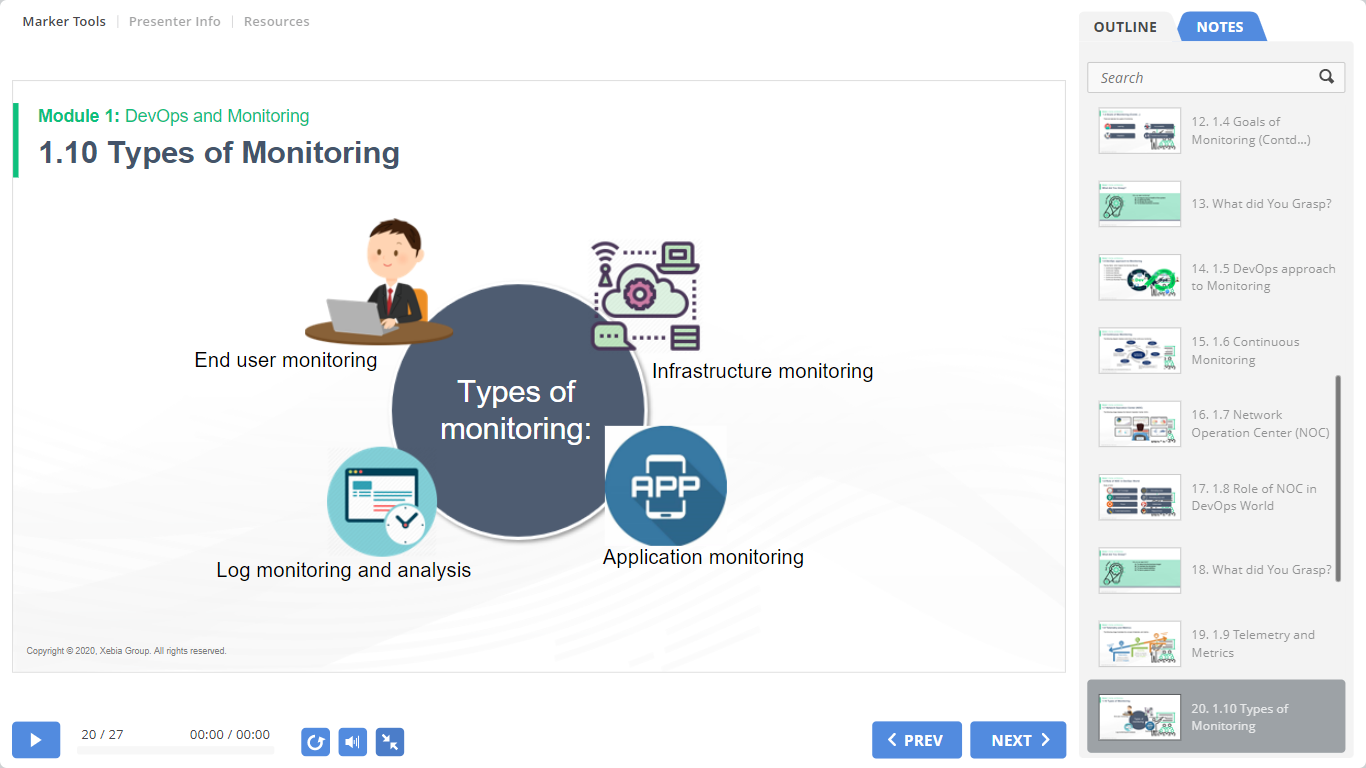 Marker Tools
Presenter Info
Resources
OUTLINE
NOTES
Search
Module 1: DevOps and Monitoring
1.10 Types of Monitoring
End user monitoring
Infrastructure monitoring
Types of
monitoring:
APP
Log monitoring and analysis
Application monitoring
Copyright © 2020, Xebia Group. All rights reserved.
12. 1.4 Goals of
Monitoring (Contd...)
13. What did You Grasp?
14. 1.5 DevOps approach
to Monitoring
15. 1.6 Continuous
Monitoring
16. 1.7 Network
Operation Center (NOC)
17. 1.8 Role of NOC in
DevOps World
18. What did You Grasp?
19. 1.9 Telemetry and
Metrics
20. 1.10 Types of
Monitoring
20 / 27
00:00 / 00:00
PREV
NEXT